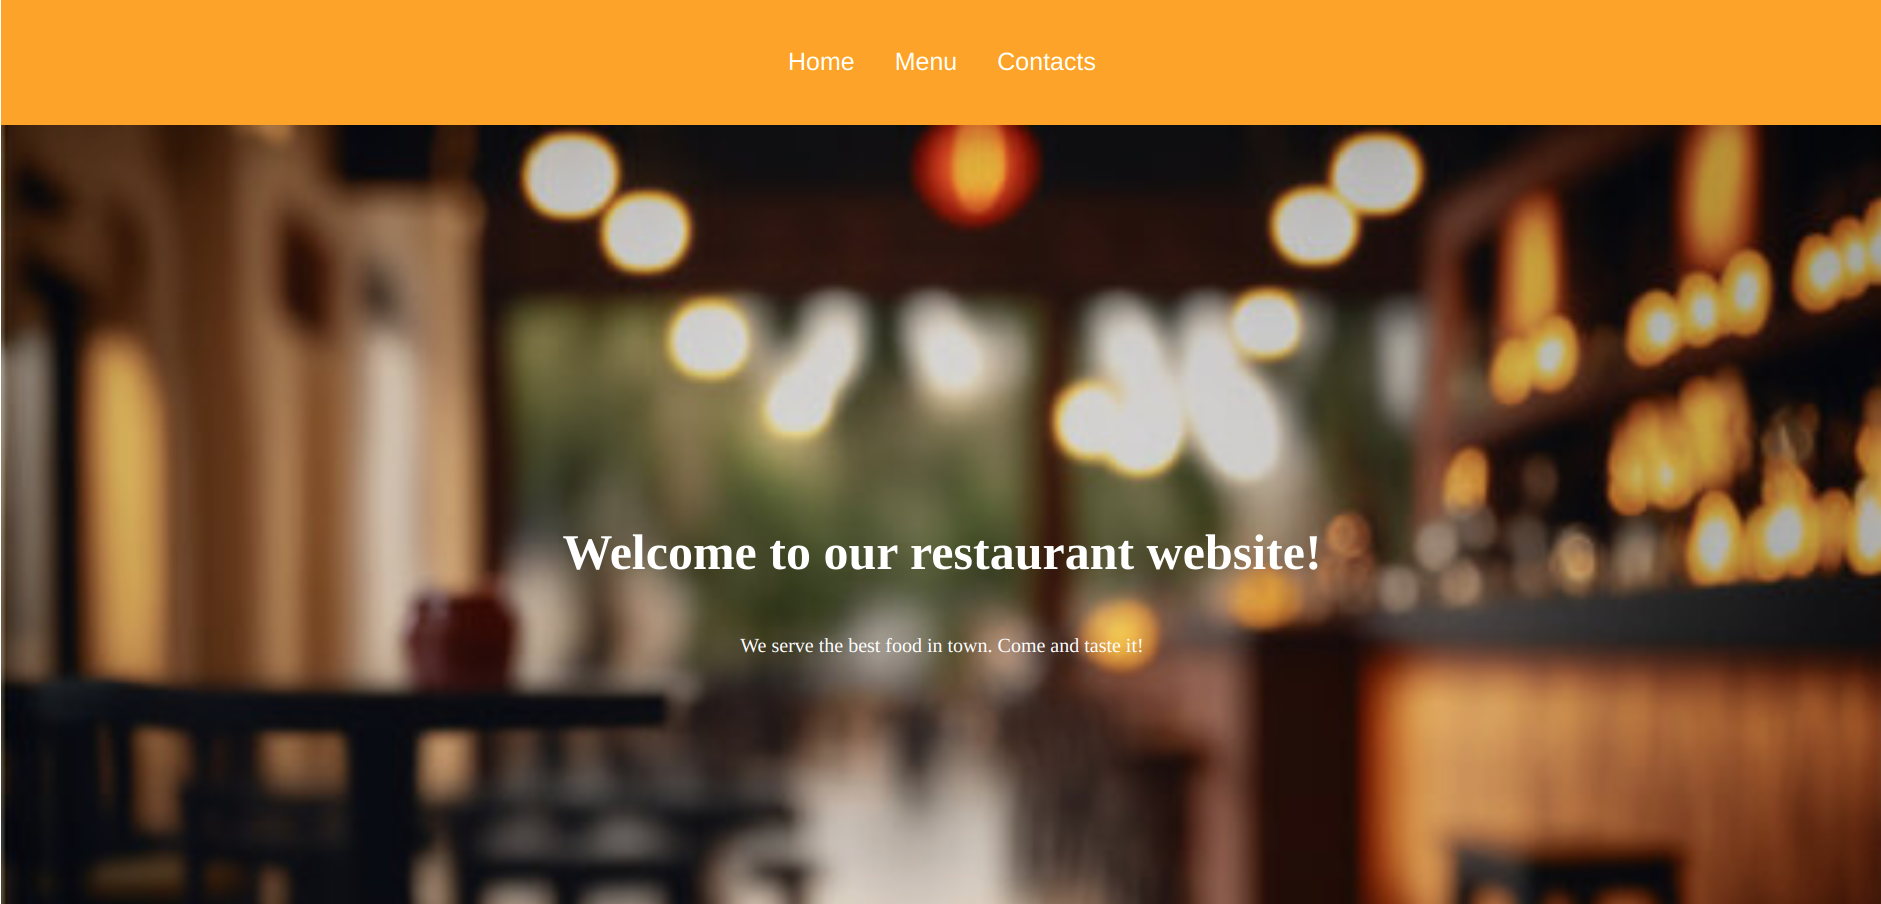 Home Menu Contacts
Welcome to our restaurant website!
We serve the best food in town. Come and taste it!